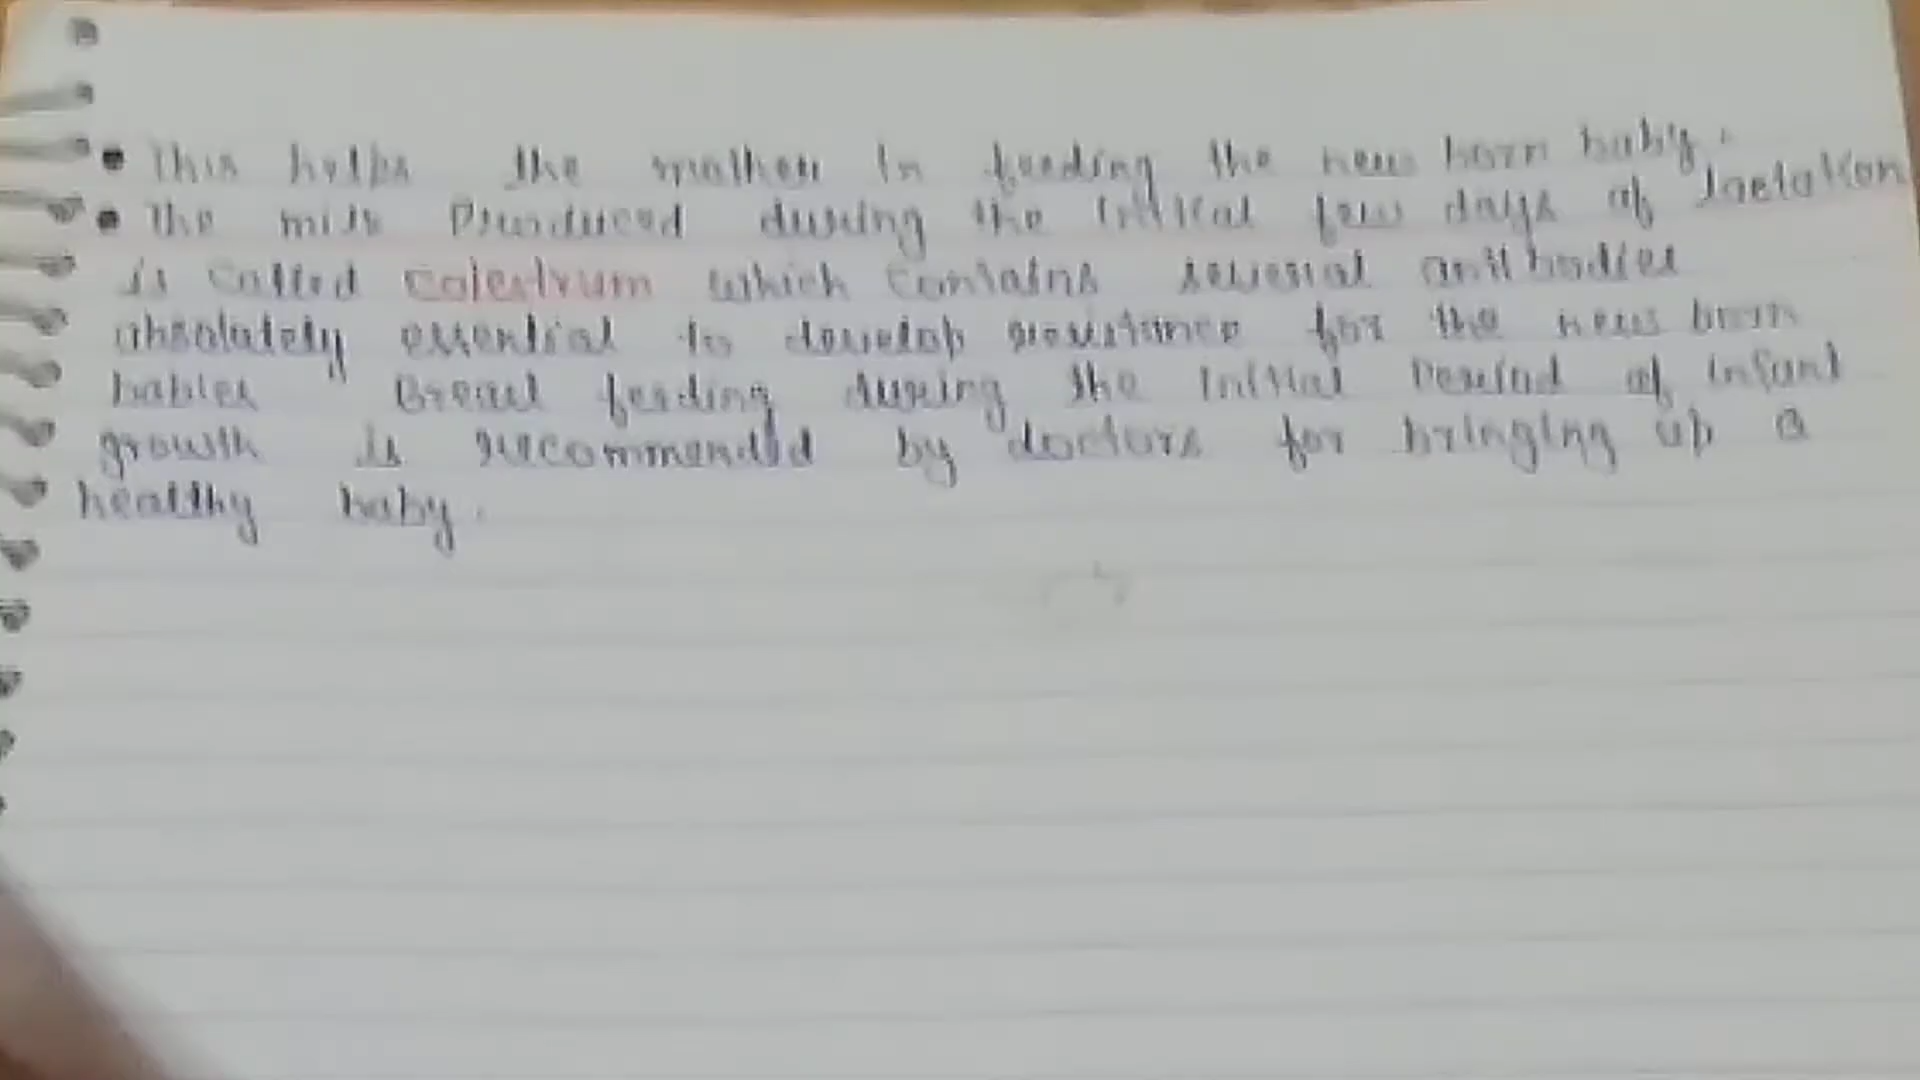 • This helps the mother in feeding the new born baby.
• The milk Produced during the initial few days of lactation
is called colostrum which contains several antibodies
absolutely essential to develop resistance for the new born
babies Breast feeding during the initial Period of infant
growth is recommended by doctors for bringing up a
healthy baby.